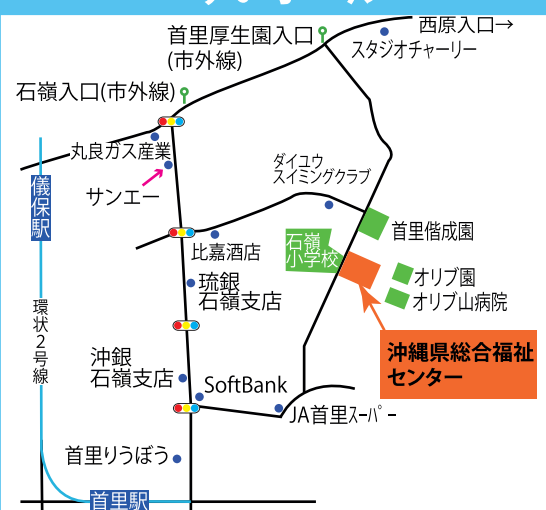 西原入口→
首里厚生園入口
(市外線)
スタジオチャーリー
石嶺入口(市外線)
丸良ガス産業
ダイユウ
スイミングクラブ
サンエー
儀保駅
比嘉酒店
石嶺
小学校
首里偕成園
琉銀
石嶺支店
オリブ園
オリブ山病院
環状2号線
沖縄県総合福祉
センター
沖銀
石嶺支店
SoftBank
JA首里スーパー
首里りうぼう
首里駅